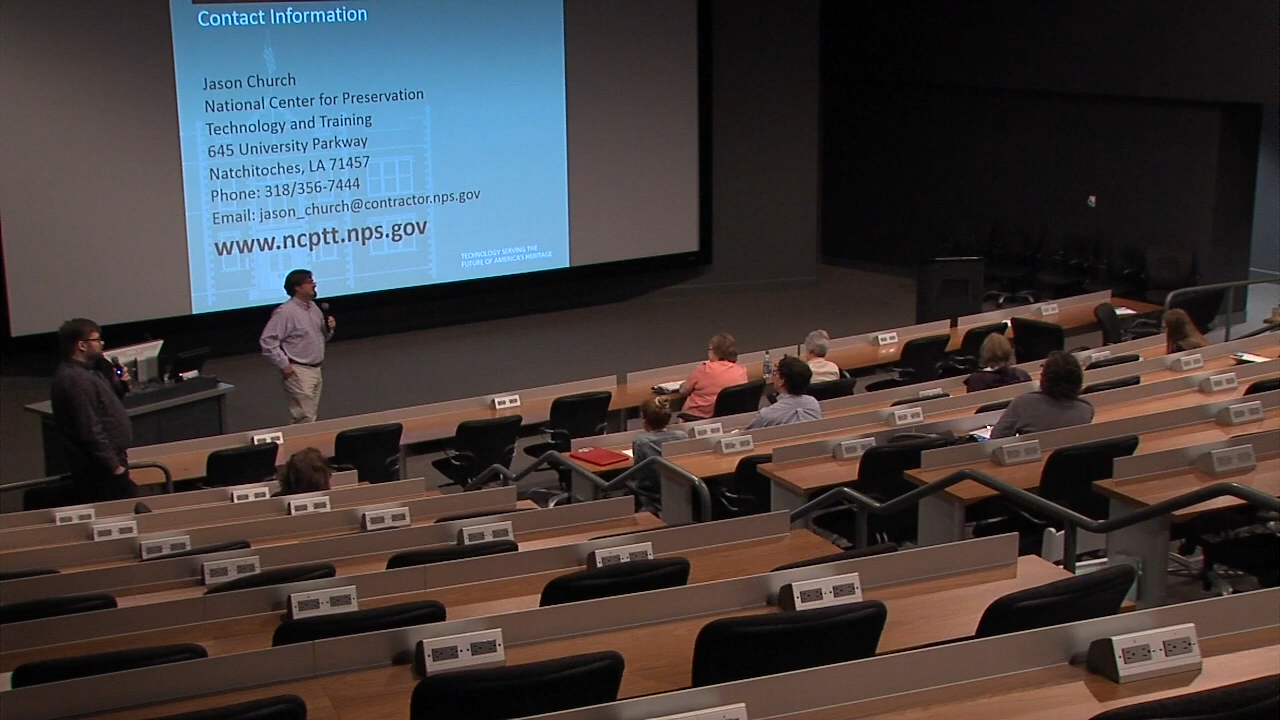 Contact Information
Jason Church
National Center for Preservation
Technology and Training
645 University Parkway
Natchitoches, LA 71457
Phone: 318/356-7444
Email: jason_church@contractor.nps.gov
www.ncptt.nps.gov
TECHNOLOGY SERVING THE
FUTURE OF AMERICA'S HERITAGE